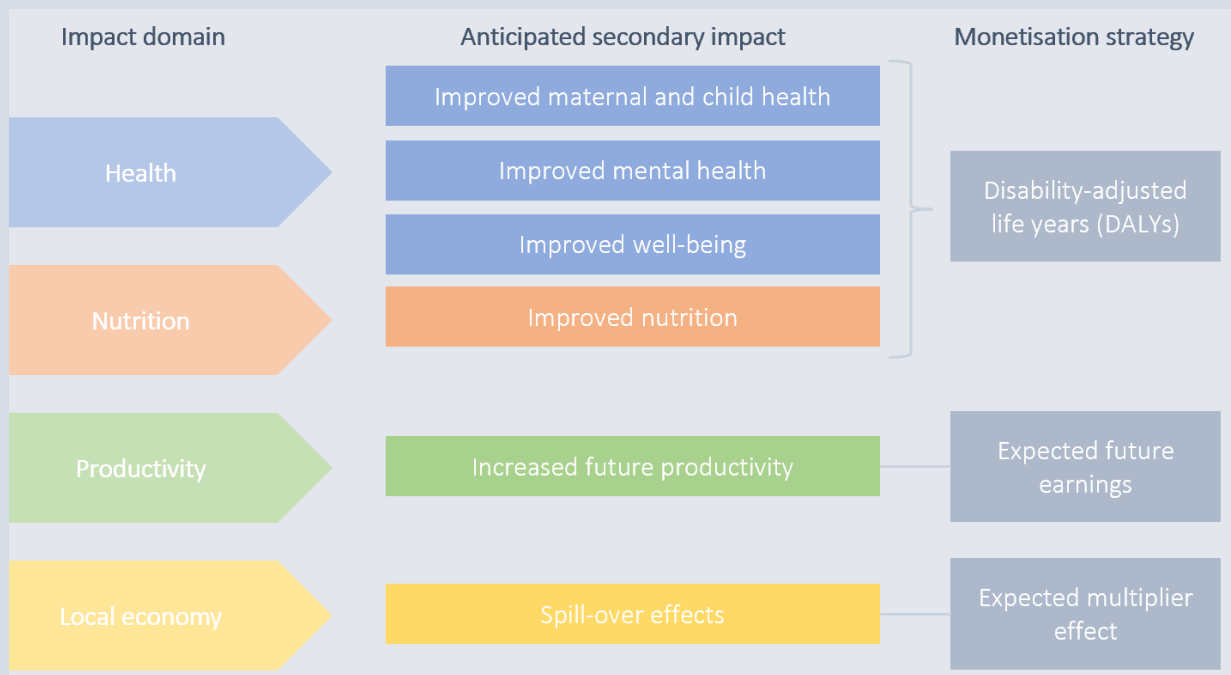 Impact domain
Anticipated secondary impact
Monetisation strategy
Health
Improved maternal and child health
Improved mental health
Improved well-being
Disability-adjusted
life years (DALYs)
Nutrition
Improved nutrition
Productivity
Increased future productivity
Expected future
earnings
Local economy
Spill-over effects
Expected multiplier
effect